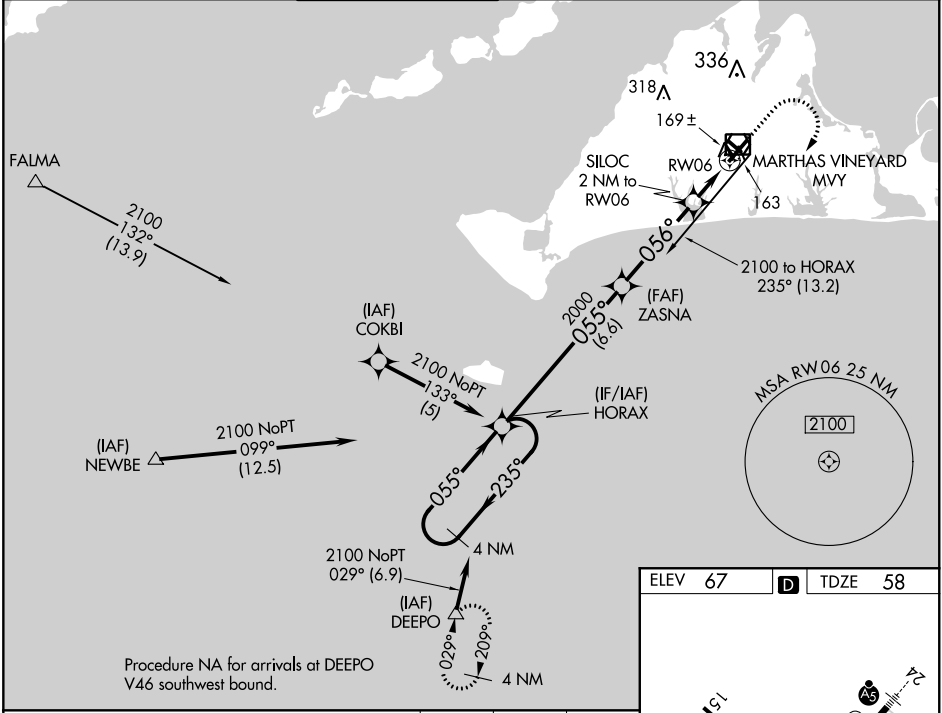 336
318
169±
FALMA
SILOC
2 NM to
RW06
RW06
MARTHAS VINEYARD
MVY
163
2100
132°
(13.9)
056°
2100 to HORAX
235° (13.2)
(FAF)
ZASNA
2000
055°
(6.6)
(IAF)
COKBI
2100 NoPT
133°
(5)
(IF/IAF)
HORAX
MSA RW06 25 NM
2100
(IAF)
NEWBE
2100 NoPT
099°
(12.5)
055°
235°
4 NM
2100 NoPT
029° (6.9)
(IAF)
DEEPO
029°
209°
4 NM
Procedure NA for arrivals at DEEPO
V46 southwest bound.
ELEV 67
D
TDZE 58
24
A5
15